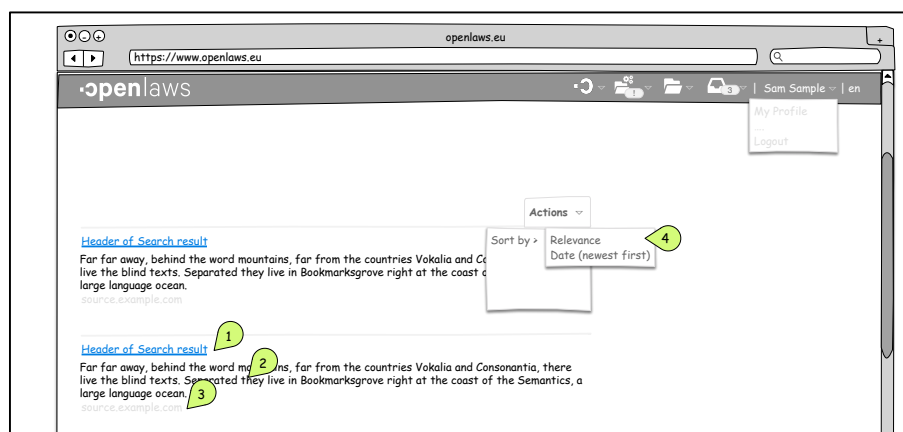 openlaws.eu
https://www.openlaws.eu
openlaws
! 3 | Sam Sample | en
My Profile
...
Logout
Actions
Sort by > Relevance 4
Date (newest first)
Header of Search result
Far far away, behind the word mountains, far from the countries Vokalia and Co
live the blind texts. Separated they live in Bookmarksgrove right at the coast o
large language ocean.
source.example.com
1
Header of Search result
2
Far far away, behind the word mountains, far from the countries Vokalia and Consonantia, there
live the blind texts. Separated they live in Bookmarksgrove right at the coast of the Semantics, a
large language ocean. 3
source.example.com